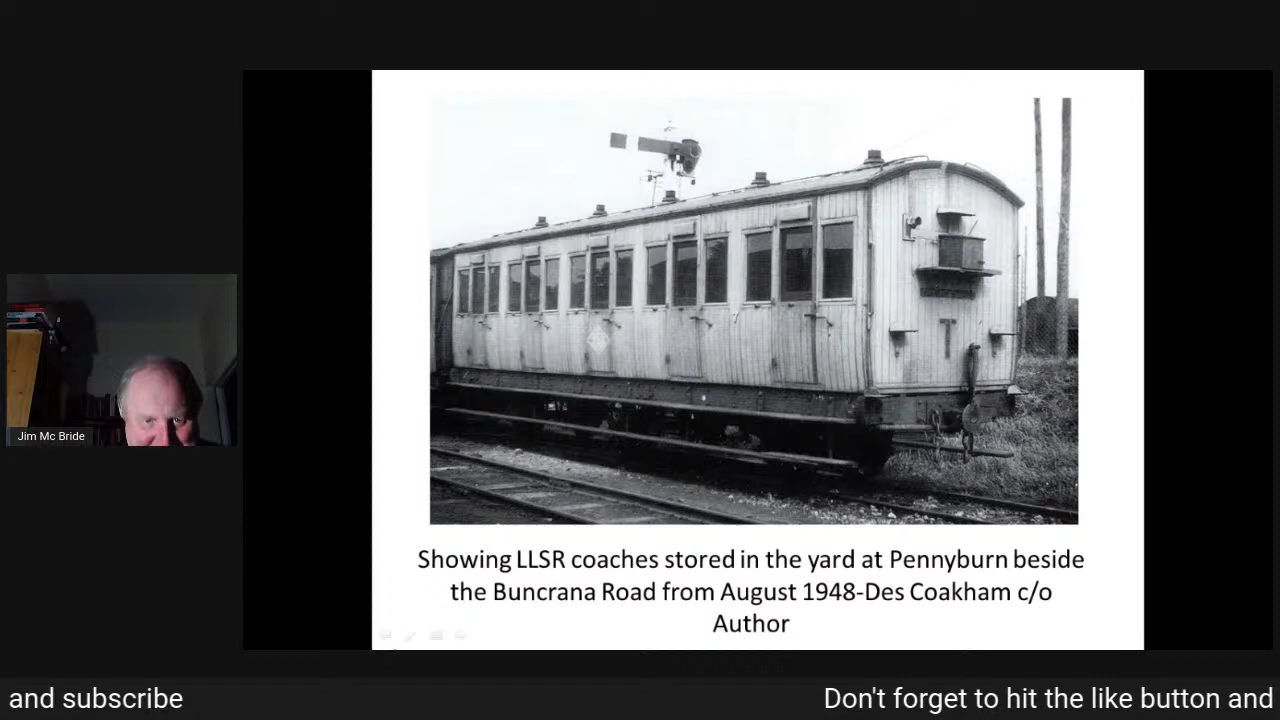 Jim Mc Bride
Showing LLSR coaches stored in the yard at Pennyburn beside
the Buncrana Road from August 1948-Des Coakham c/o
Author
and subscribe
Don't forget to hit the like button and